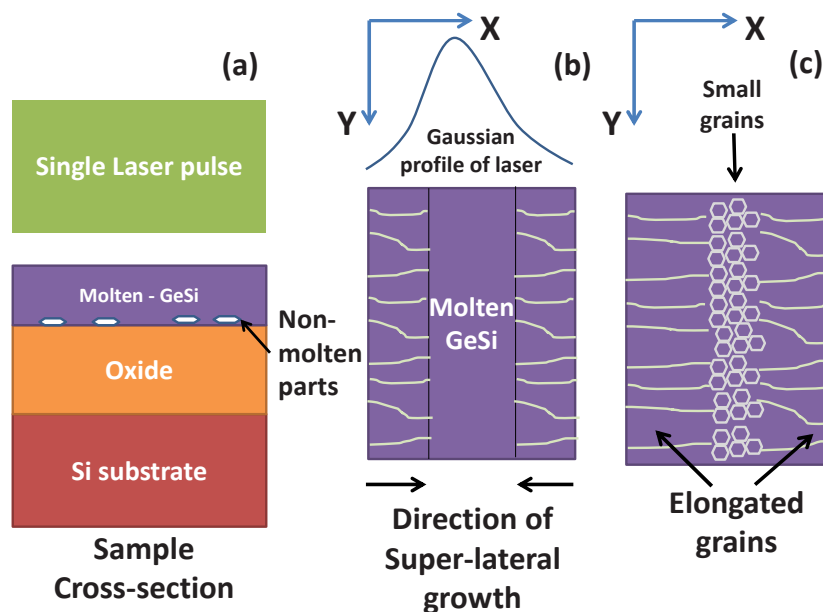 (a)
Single Laser pulse
Molten - GeSi
Non-
molten
parts
Oxide
Si substrate
Sample
Cross-section
X
(b)
Y
Gaussian
profile of laser
Molten
GeSi
Direction of
Super-lateral
growth
X
(c)
Y
Small
grains
Elongated
grains